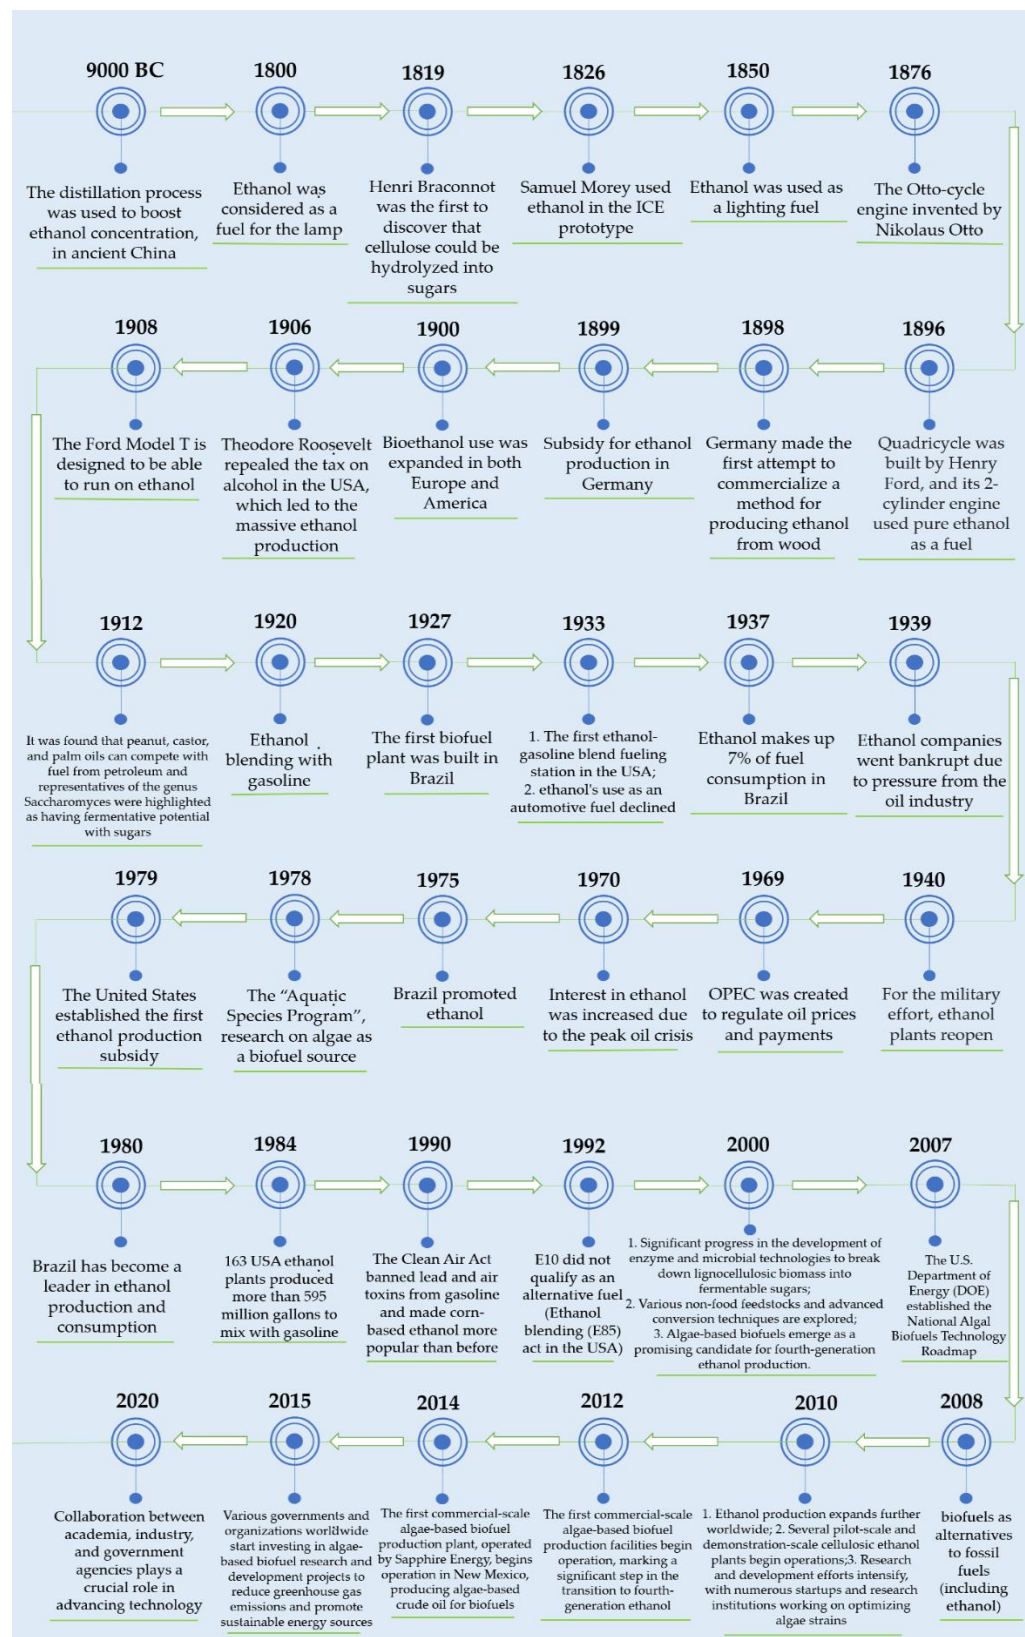 9000 BC
The distillation process
was used to boost
ethanol concentration,
in ancient China
1800
Ethanol was
considered as a
fuel for the lamp
1819
Henri Braconnot
was the first to
discover that
cellulose could be
hydrolyzed into
sugars
1826
Samuel Morey used
ethanol in the ICE
prototype
1850
Ethanol was used as
a lighting fuel
1876
The Otto-cycle
engine invented by
Nikolaus Otto
1896
Quadricycle was
built by Henry
Ford, and its 2-
cylinder engine
used pure ethanol
as a fuel
1898
Germany made the
first attempt to
commercialize a
method for
producing ethanol
from wood
1899
Subsidy for ethanol
production in
Germany
1900
Bioethanol use was
expanded in both
Europe and
America
1906
Theodore Roosevelt
repealed the tax on
alcohol in the USA,
which led to the
massive ethanol
production
1908
The Ford Model T is
designed to be able
to run on ethanol
1912
It was found that peanut, castor,
and palm oils can compete with
fuel from petroleum and
representatives of the genus
Saccharomyces were highlighted
as having fermentative potential
with sugars
1920
Ethanol
blending with
gasoline
1927
The first biofuel
plant was built in
Brazil
1933
1. The first ethanol-
gasoline blend fueling
station in the USA;
2. ethanol's use as an
automotive fuel declined
1937
Ethanol makes up
7% of fuel
consumption in
Brazil
1939
Ethanol companies
went bankrupt due
to pressure from the
oil industry
1940
For the military
effort, ethanol
plants reopen
1969
OPEC was created
to regulate oil prices
and payments
1970
Interest in ethanol
was increased due
to the peak oil crisis
1975
Brazil promoted
ethanol
1978
The “Aquatic
Species Program”,
research on algae as
a biofuel source
1979
The United States
established the first
ethanol production
subsidy
1980
Brazil has become a
leader in ethanol
production and
consumption
1984
163 USA ethanol
plants produced
more than 595
million gallons to
mix with gasoline
1990
The Clean Air Act
banned lead and air
toxins from gasoline
and made corn-
based ethanol more
popular than before
1992
E10 did not
qualify as an
alternative fuel
(Ethanol
blending (E85)
act in the USA)
2000
1. Significant progress in the development of
enzyme and microbial technologies to break
down lignocellulosic biomass into
fermentable sugars;
2. Various non-food feedstocks and advanced
conversion techniques are explored;
3. Algae-based biofuels emerge as a
promising candidate for fourth-generation
ethanol production.
2007
The U.S.
Department of
Energy (DOE)
established the
National Algal
Biofuels Technology
Roadmap
2008
biofuels as
alternatives
to fossil
fuels
(including
ethanol)
2010
1. Ethanol production expands further
worldwide; 2. Several pilot-scale and
demonstration-scale cellulosic ethanol
plants begin operations;3. Research
and development efforts intensify,
with numerous startups and research
institutions working on optimizing
algae strains
2012
The first commercial-scale
algae-based biofuel
production facilities begin
operation, marking a
significant step in the
transition to fourth-
generation ethanol
2014
The first commercial-scale
algae-based biofuel
production plant, operated
by Sapphire Energy, begins
operation in New Mexico,
producing algae-based
crude oil for biofuels
2015
Various governments and
organizations worldwide
start investing in algae-
based biofuel research and
development projects to
reduce greenhouse gas
emissions and promote
sustainable energy sources
2020
Collaboration between
academia, industry,
and government
agencies plays a
crucial role in
advancing technology